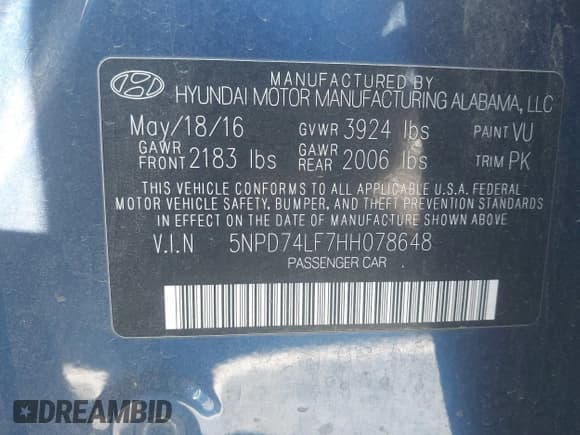 MANUFACTURED BY
HYUNDAI MOTOR MANUFACTURING ALABAMA, LLC
May/18/16 GVWR 3924 lbs PAINT VU
GAWR FRONT 2183 lbs GAWR REAR 2006 lbs TRIM PK
THIS VEHICLE CONFORMS TO ALL APPLICABLE U.S.A. FEDERAL
MOTOR VEHICLE SAFETY, BUMPER, AND THEFT PREVENTION STANDARDS
IN EFFECT ON THE DATE OF MANUFACTURE SHOWN ABOVE.
V.I.N 5NPD74LF7HH078648
PASSENGER CAR
DREAMBID